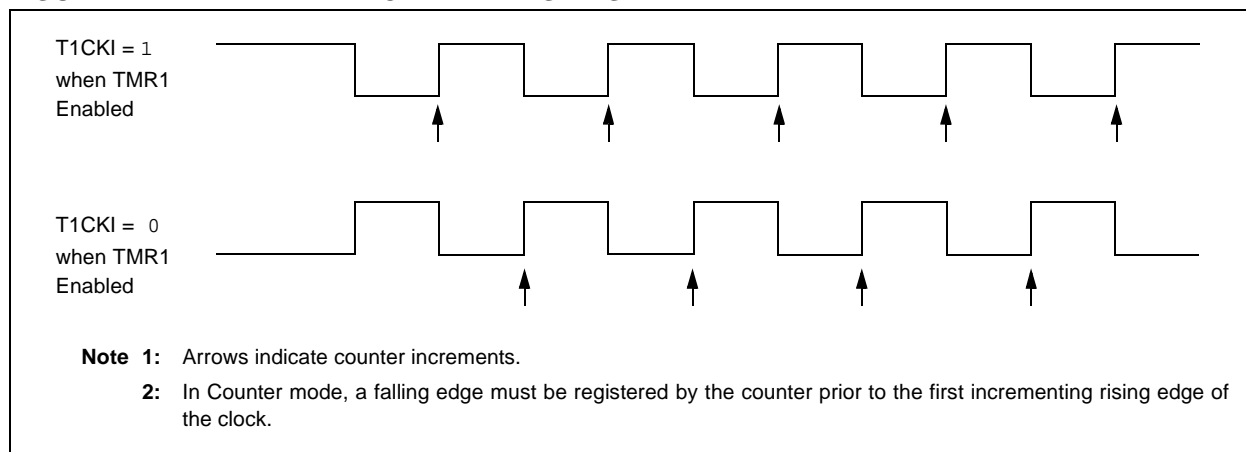 T1CKI = 1
when TMR1
Enabled
T1CKI = 0
when TMR1
Enabled
Note 1: Arrows indicate counter increments.
2: In Counter mode, a falling edge must be registered by the counter prior to the first incrementing rising edge of
the clock.